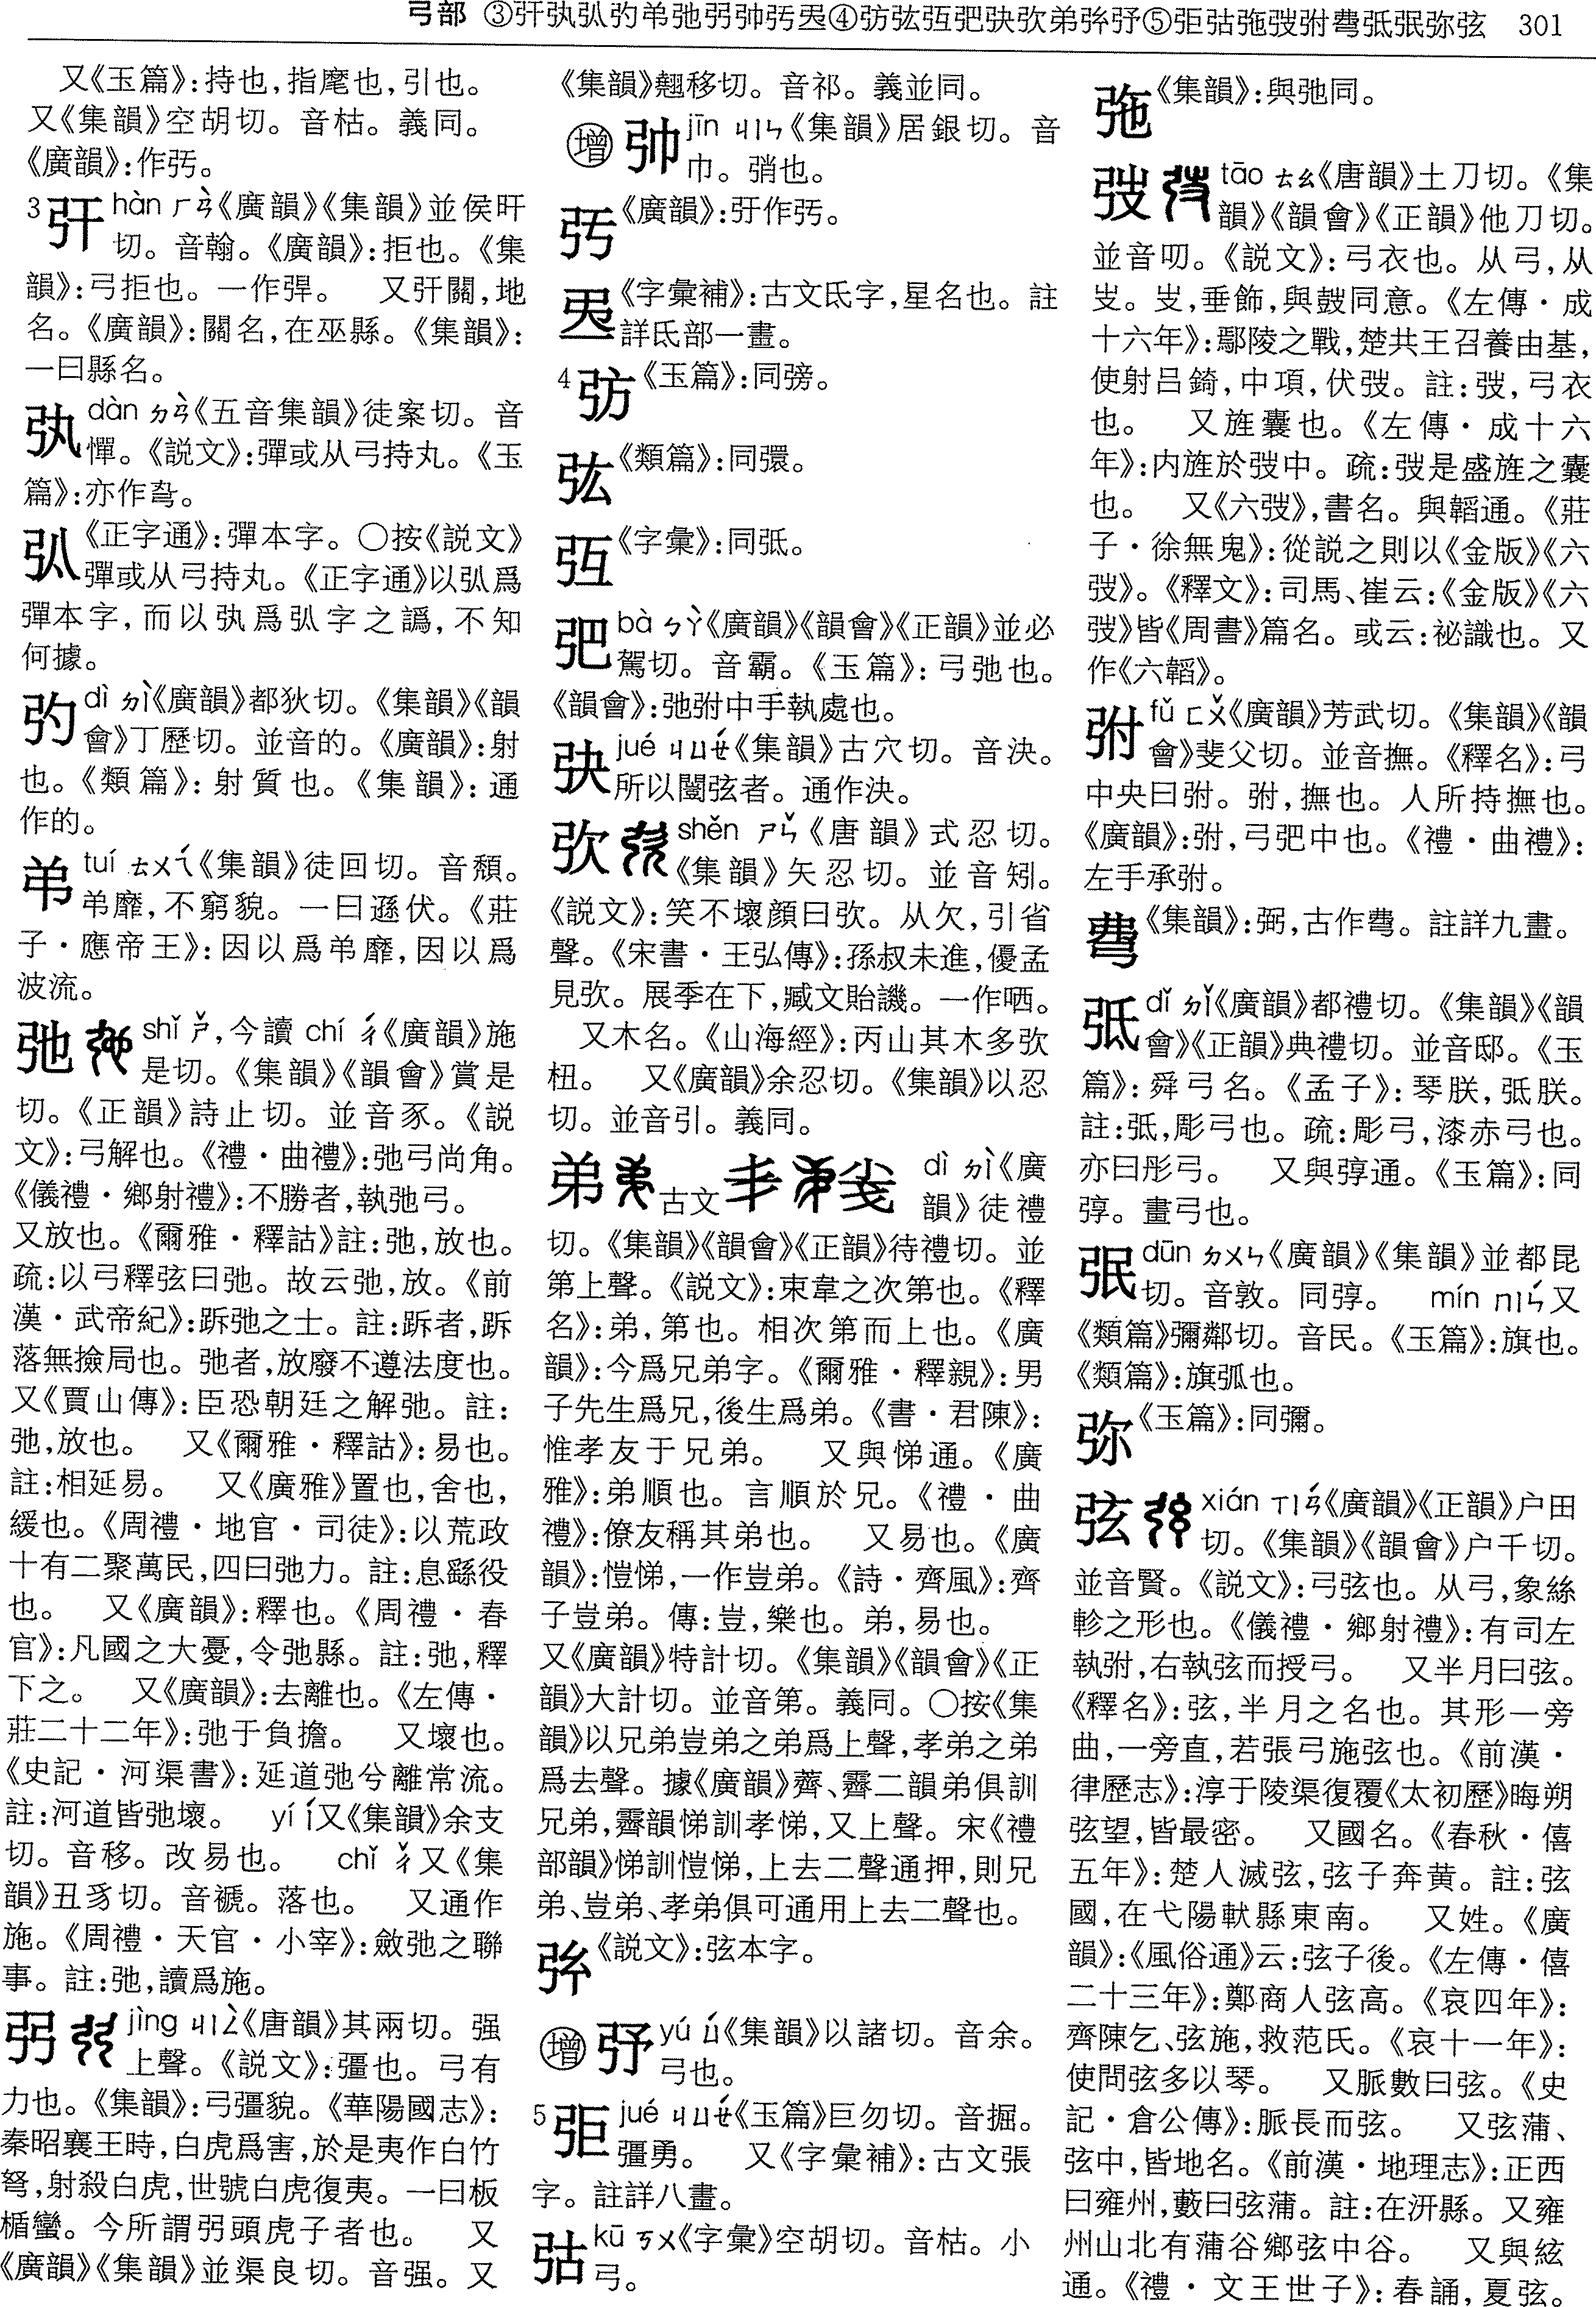 弓部 ③弙㢧弘弔弟弛弜③④弦弝弟⑤弤弨弣弢弦 301
又《玉篇》:持也,指麾也,引也。
又《集韻》空胡切。音枯。義同。
《廣韻》:作𢎗。
3弙 hàn ㄏㄢˋ《廣韻》《集韻》並侯旰
切。音翰。《廣韻》:拒也。《集
韻》:弓拒也。一作㢀。 又弙關,地
名。《廣韻》:關名,在巫縣。《集韻》:
一曰縣名。
dàn ㄉㄢˋ《五音集韻》徒案切。音
憚。《説文》:彈或从弓持丸。《玉
篇》:亦作。
《正字通》:彈本字。〇按《説文》
彈或从弓持丸。《正字通》以弘爲
彈本字,而以爲字之譌,不知
何據。
弡 dì ㄉㄧˋ《廣韻》都狄切。《集韻》《韻
會》丁歷切。並音的。《廣韻》:射
也。《類篇》:射質也。《集韻》:通
作的。
弚 tuí ㄊㄨㄟˊ《集韻》徒回切。音頽。
弚靡,不窮貌。一曰遜伏。《莊
子·應帝王》:因以爲弚靡,因以爲
波流。
弛 shǐ ㄕˇ,今讀 chí ㄔˊ《廣韻》施
是切。《集韻》《韻會》賞是
切。《正韻》詩止切。並音豕。《説
文》:弓解也。《禮·曲禮》:弛弓尚角。
《儀禮·鄉射禮》:不勝者,執弛弓。
又放也。《爾雅·釋詁》註:弛,放也。
疏:以弓釋弦曰弛。故云弛,放。《前
漢·武帝紀》:跅弛之士。註:跅者,跅
落無撿局也。弛者,放廢不遵法度也。
又《賈山傳》:臣恐朝廷之解弛。註:
弛,放也。 又《爾雅·釋詁》:易也。
註:相延易。 又《廣雅》置也,舍也,
緩也。《周禮·地官·司徒》:以荒政
十有二聚萬民,四曰弛力。註:息繇役
也。 又《廣韻》:釋也。《周禮·春
官》:凡國之大憂,令弛縣。註:弛,釋
下之。 又《廣韻》:去離也。《左傳·
莊二十二年》:弛于負擔。 又壞也。
《史記·河渠書》:延道弛兮離常流。
註:河道皆弛壞。 yí ㄧˊ又《集韻》余支
切。音移。改易也。 chǐ ㄔˇ又《集
韻》丑豸切。音褫。落也。 又通作
施。《周禮·天官·小宰》:斂弛之聯
事。註:弛,讀爲施。
弜 jìng ㄐㄧㄥˋ《唐韻》其兩切。强
上聲。《説文》:彊也。弓有
力也。《集韻》:弓彊貌。《華陽國志》:
秦昭襄王時,白虎爲害,於是夷作白竹
弩,射殺白虎,世號白虎復夷。一曰板
楯蠻。今所謂弜頭虎子者也。 又
《廣韻》《集韻》並渠良切。音强。又
《集韻》翹移切。音祁。義並同。
㊉增 jīn ㄐㄧㄣ《集韻》居銀切。音
巾。弰也。
《廣韻》:弙作𢎗。
《字彙補》:古文氐字,星名也。註
詳氐部一畫。
4 《玉篇》:同㣂。
《類篇》:同彋。
《字彙》:同弤。
弝 bà ㄅㄚˋ《廣韻》《韻會》《正韻》並必
駕切。音霸。《玉篇》:弓弝也。
《韻會》:弝弣中手執處也。
jué ㄐㄩㄝˊ《集韻》古穴切。音決。
所以闓弦者。通作決。
弞 shěn ㄕㄣˇ《唐韻》式忍切。
《集韻》矢忍切。並音矧。
《説文》:笑不壞顔曰弞。从欠,引省
聲。《宋書·王弘傳》:孫叔未進,優孟
見弞。展季在下,臧文貽譏。一作哂。
又木名。《山海經》:丙山其木多弞
杻。 又《廣韻》余忍切。《集韻》以忍
切。並音引。義同。
弟 古文 dì ㄉㄧˋ《廣
韻》徒禮
切。《集韻》《韻會》《正韻》待禮切。並
第上聲。《説文》:束韋之次第也。《釋
名》:弟,第也。相次第而上也。《廣
韻》:今爲兄弟字。《爾雅·釋親》:男
子先生爲兄,後生爲弟。《書·君陳》:
惟孝友于兄弟。 又與悌通。《廣
雅》:弟順也。言順於兄。《禮·曲
禮》:僚友稱其弟也。 又易也。《廣
韻》:愷悌,一作豈弟。《詩·齊風》:齊
子豈弟。傳:豈,樂也。弟,易也。
又《廣韻》特計切。《集韻》《韻會》《正
韻》大計切。並音第。義同。〇按《集
韻》以兄弟豈弟之弟爲上聲,孝弟之弟
爲去聲。據《廣韻》薺、霽二韻弟俱訓
兄弟,霽韻悌訓孝悌,又上聲。宋《禮
部韻》悌訓愷悌,上去二聲通押,則兄
弟、豈弟、孝弟俱可通用上去二聲也。
《説文》:弦本字。
㊉增 yú ㄩˊ《集韻》以諸切。音余。
弓也。
5 jué ㄐㄩㄝˊ《玉篇》巨勿切。音掘。
彊勇。 又《字彙補》:古文張
字。註詳八畫。
kū ㄎㄨ《字彙》空胡切。音枯。小
弓。
《集韻》:與弛同。
弢 tāo ㄊㄠ《唐韻》土刀切。《集
韻》《韻會》《正韻》他刀切。
並音叨。《説文》:弓衣也。从弓,从
㞷。㞷,垂飾,與鼓同意。《左傳·成
十六年》:鄢陵之戰,楚共王召養由基,
使射吕錡,中項,伏弢。註:弢,弓衣
也。 又旌囊也。《左傳·成十六
年》:内旌於弢中。疏:弢是盛旌之囊
也。 又《六弢》,書名。與韜通。《莊
子·徐無鬼》:從説之則以《金版》《六
弢》。《釋文》:司馬、崔云:《金版》《六
弢》皆《周書》篇名。或云:祕識也。又
作《六韜》。
弣 fǔ ㄈㄨˇ《廣韻》芳武切。《集韻》《韻
會》斐父切。並音撫。《釋名》:弓
中央曰弣。弣,撫也。人所持撫也。
《廣韻》:弣,弓弝中也。《禮·曲禮》:
左手承弣。
《集韻》:弼,古作。註詳九畫。
弤 dǐ ㄉㄧˇ《廣韻》都禮切。《集韻》《韻
會》《正韻》典禮切。並音邸。《玉
篇》:舜弓名。《孟子》:琴朕,弤朕。
註:弤,彫弓也。疏:彫弓,漆赤弓也。
亦曰彤弓。 又與弴通。《玉篇》:同
弴。畫弓也。
dūn ㄉㄨㄣ《廣韻》《集韻》並都昆
切。音敦。同弴。 mín ㄇㄧㄣˊ又
《類篇》彌鄰切。音民。《玉篇》:旗也。
《類篇》:旗弧也。
弥 《玉篇》:同彌。
弦 xián ㄒㄧㄢˊ《廣韻》《正韻》户田
切。《集韻》《韻會》户千切。
並音賢。《説文》:弓弦也。从弓,象絲
軫之形也。《儀禮·鄉射禮》:有司左
執弣,右執弦而授弓。 又半月曰弦。
《釋名》:弦,半月之名也。其形一旁
曲,一旁直,若張弓施弦也。《前漢·
律歷志》:淳于陵渠復覆《太初歷》晦朔
弦望,皆最密。 又國名。《春秋·僖
五年》:楚人滅弦,弦子奔黄。註:弦
國,在弋陽軑縣東南。 又姓。《廣
韻》:《風俗通》云:弦子後。《左傳·僖
二十三年》:鄭商人弦高。《哀四年》:
齊陳乞、弦施,救范氏。《哀十一年》:
使問弦多以琴。 又脈數曰弦。《史
記·倉公傳》:脈長而弦。 又弦蒲、
弦中,皆地名。《前漢·地理志》:正西
曰雍州,藪曰弦蒲。註:在汧縣。又雍
州山北有蒲谷鄉弦中谷。 又與絃
通。《禮·文王世子》:春誦,夏弦。